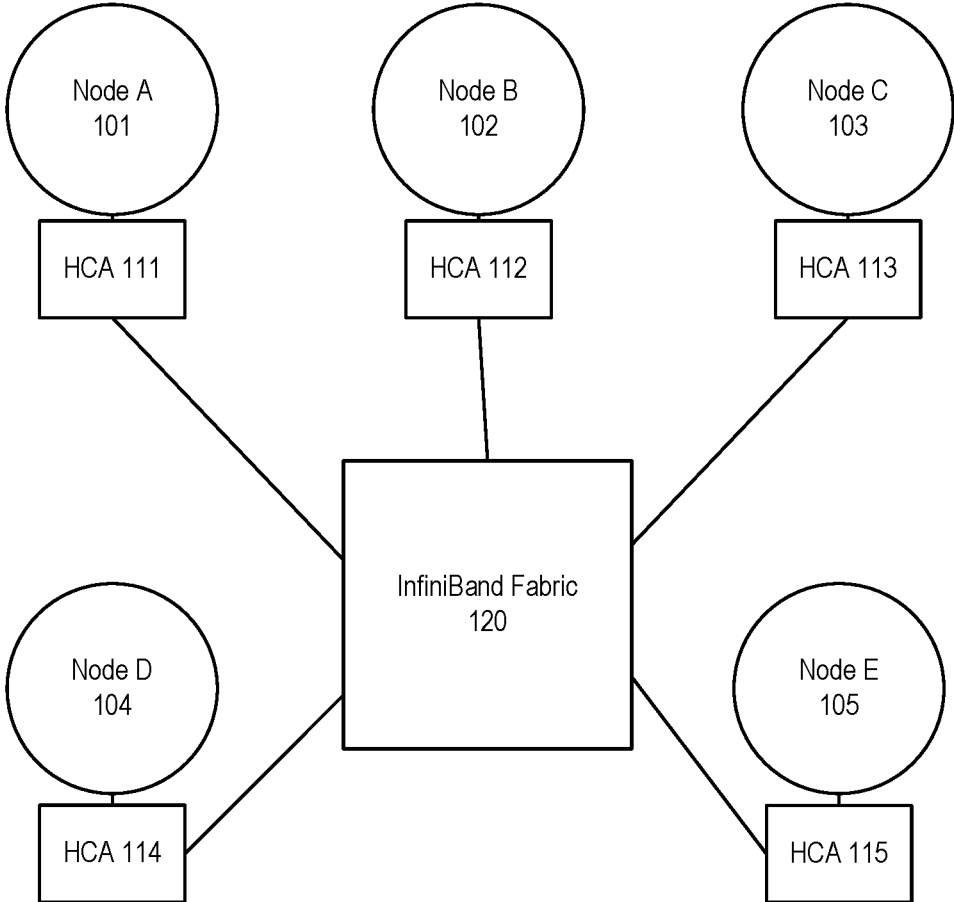 Node A
101
Node B
102
Node C
103
HCA 111
HCA 112
HCA 113
InfiniBand Fabric
120
Node D
104
Node E
105
HCA 114
HCA 115